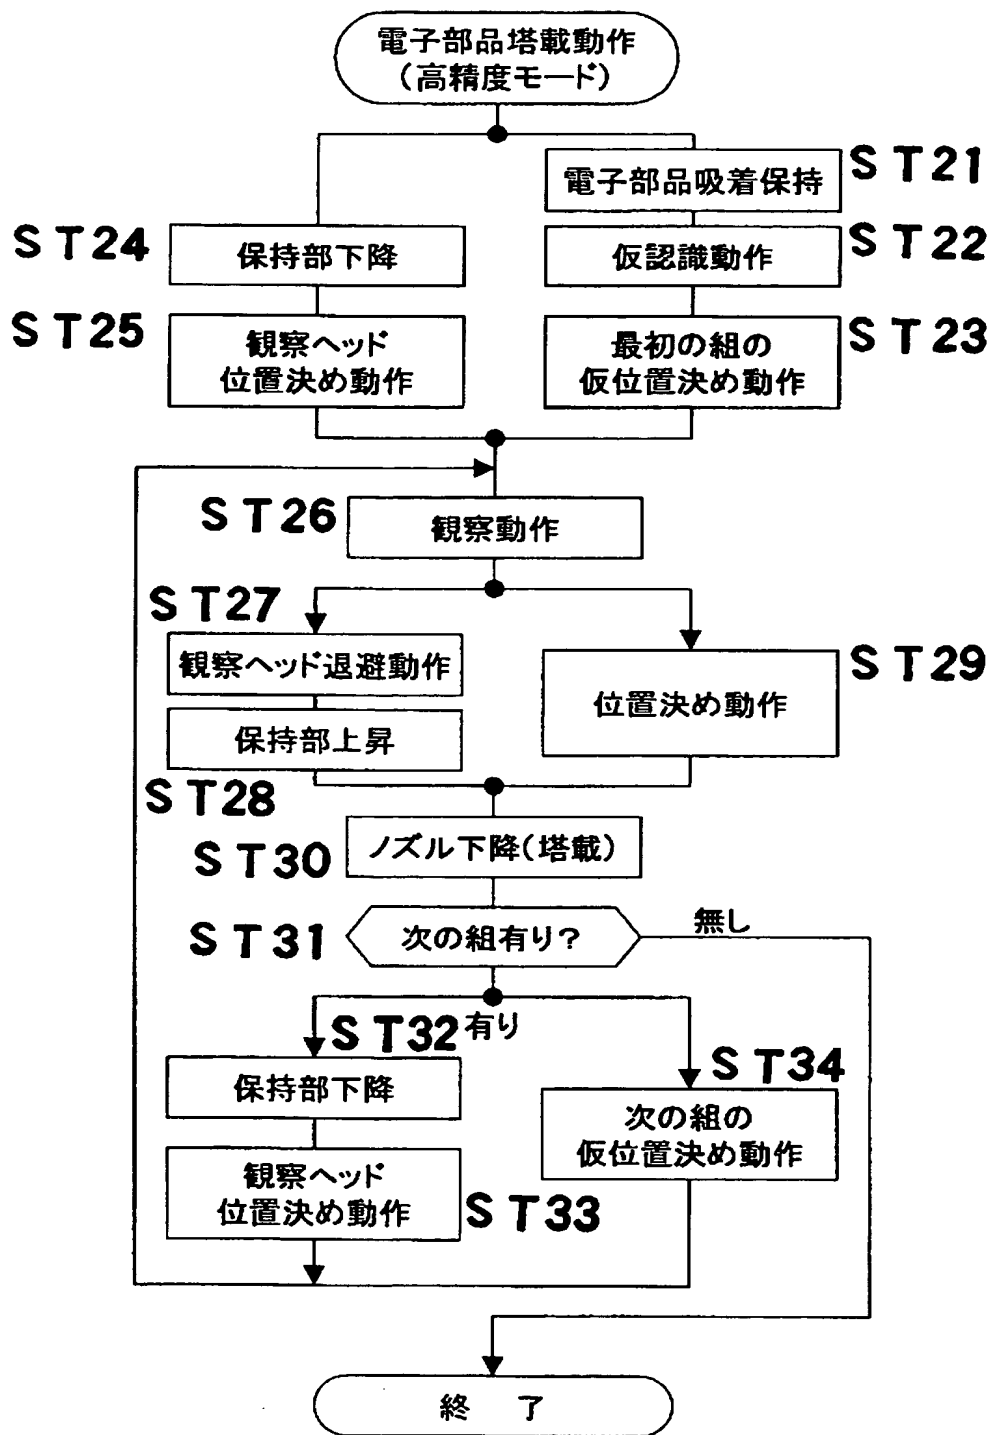 電子部品塔載動作
(高精度モード)
ST21
電子部品吸着保持
ST24
保持部下降
ST22
仮認識動作
ST25
観察ヘッド
位置決め動作
ST23
最初の組の
仮位置決め動作
ST26
観察動作
ST27
観察ヘッド退避動作
ST29
位置決め動作
保持部上昇
ST28
ST30
ノズル下降(塔載)
ST31
次の組有り?
無し
ST32
有り
保持部下降
ST34
次の組の
仮位置決め動作
観察ヘッド
位置決め動作
ST33
終 了